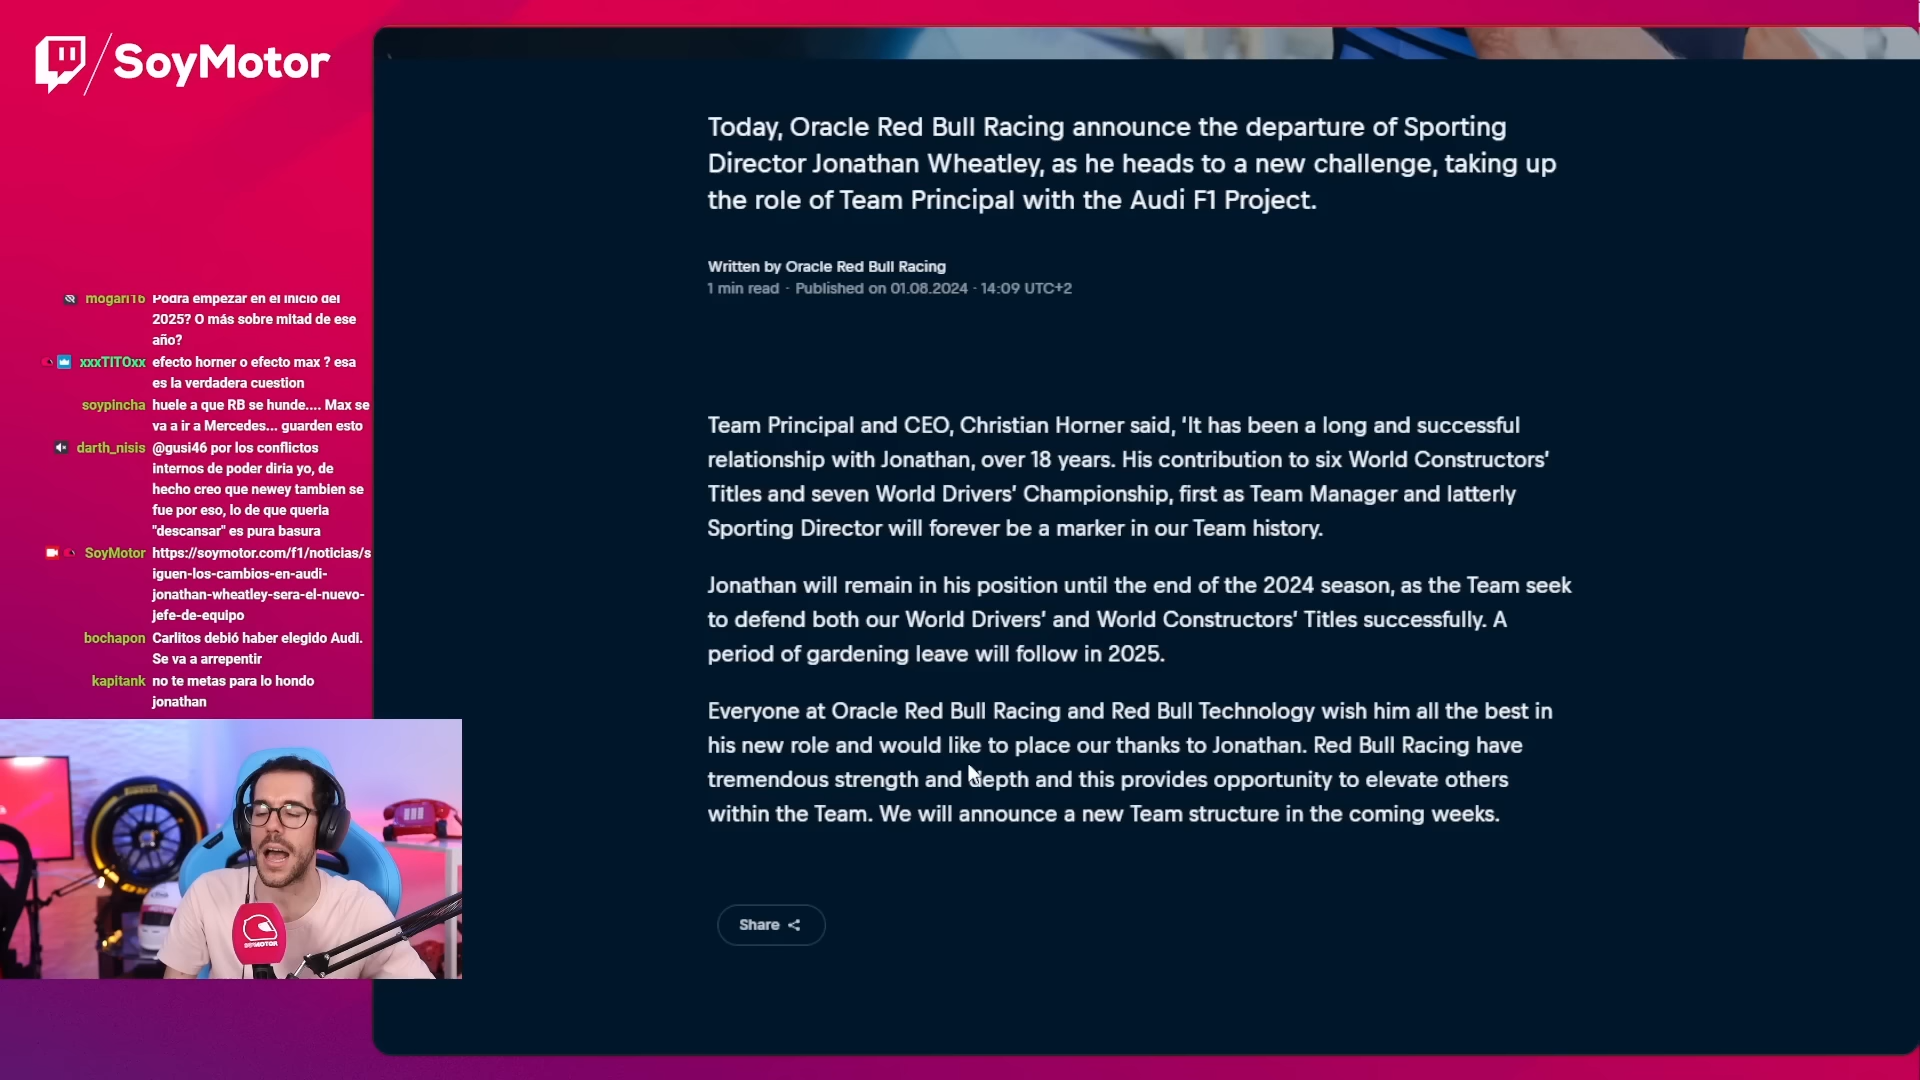 SoyMotor
mogari16 Podrá empezar en el inicio del
2025? O más sobre mitad de ese
año?
xxxTITOxx efecto horner o efecto max ? esa
es la verdadera cuestion
soypincha huele a que RB se hunde.... Max se
va a ir a Mercedes... guarden esto
darth_nisis @gusi46 por los conflictos
internos de poder diria yo, de
hecho creo que newey tambien se
fue por eso, lo de que queria
"descansar" es pura basura
SoyMotor https://soymotor.com/f1/noticias/s
iguen-los-cambios-en-audi-
jonathan-wheatley-sera-el-nuevo-
jefe-de-equipo
bochapon Carlitos debió haber elegido Audi.
Se va a arrepentir
kapitank no te metas para lo hondo
jonathan
SOYMOTOR
Today, Oracle Red Bull Racing announce the departure of Sporting
Director Jonathan Wheatley, as he heads to a new challenge, taking up
the role of Team Principal with the Audi F1 Project.
Written by Oracle Red Bull Racing
1 min read · Published on 01.08.2024 · 14:09 UTC+2
Team Principal and CEO, Christian Horner said, ‘It has been a long and successful
relationship with Jonathan, over 18 years. His contribution to six World Constructors’
Titles and seven World Drivers’ Championship, first as Team Manager and latterly
Sporting Director will forever be a marker in our Team history.
Jonathan will remain in his position until the end of the 2024 season, as the Team seek
to defend both our World Drivers’ and World Constructors’ Titles successfully. A
period of gardening leave will follow in 2025.
Everyone at Oracle Red Bull Racing and Red Bull Technology wish him all the best in
his new role and would like to place our thanks to Jonathan. Red Bull Racing have
tremendous strength and depth and this provides opportunity to elevate others
within the Team. We will announce a new Team structure in the coming weeks.
Share